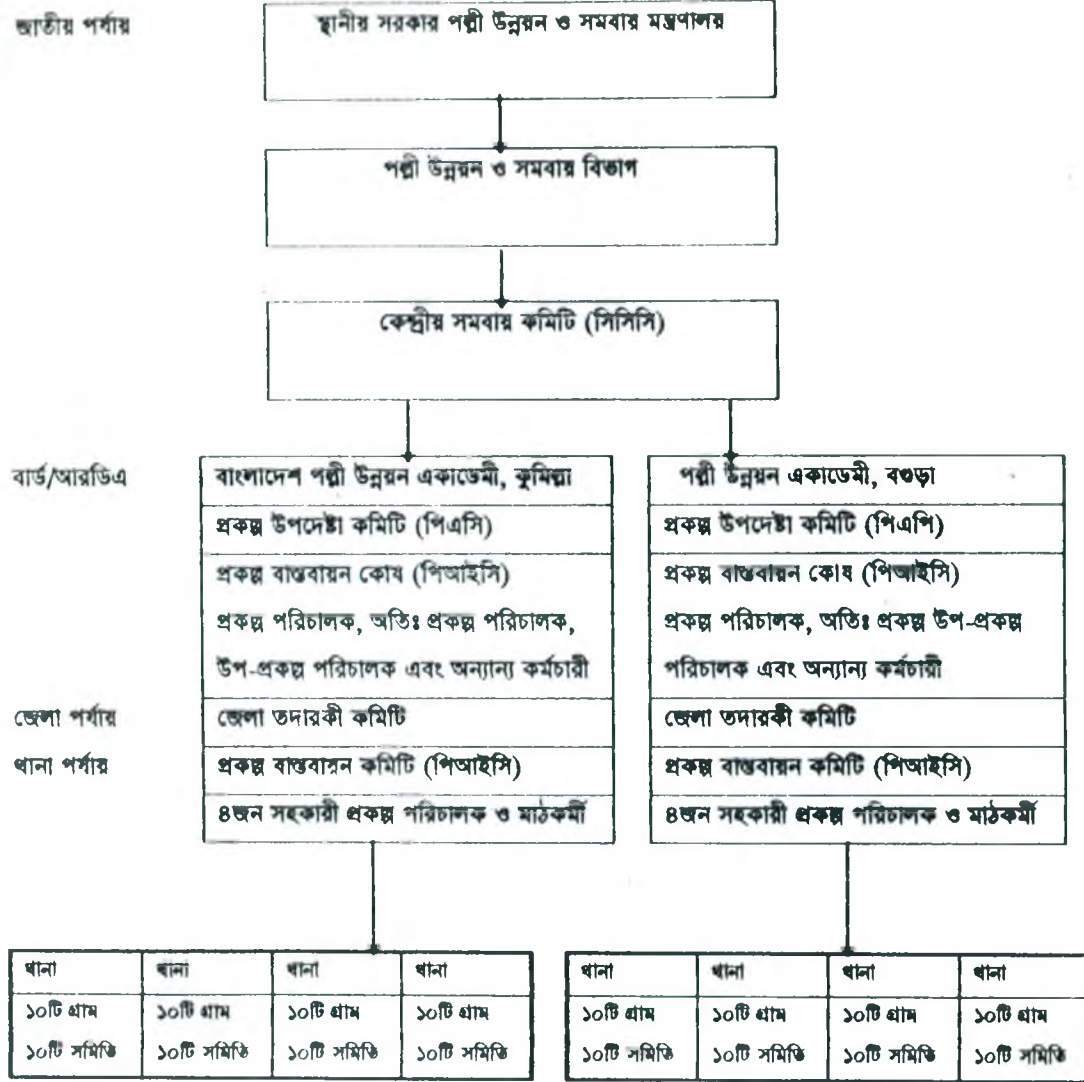 জাতীয় পর্যায়
স্থানীয় সরকার পল্লী উন্নয়ন ও সমবায় মন্ত্রণালয়
পল্লী উন্নয়ন ও সমবায় বিভাগ
কেন্দ্রীয় সমবায় কমিটি (সিসিসি)
বার্ড/আরডিএ
বাংলাদেশ পল্লী উন্নয়ন একাডেমী, কুমিল্লা
প্রকল্প উপদেষ্টা কমিটি (পিএসি)
প্রকল্প বাস্তবায়ন কোষ (পিআইসি)
প্রকল্প পরিচালক, অতিঃ প্রকল্প পরিচালক,
উপ-প্রকল্প পরিচালক এবং অন্যান্য কর্মচারী
পল্লী উন্নয়ন একাডেমী, বগুড়া
প্রকল্প উপদেষ্টা কমিটি (পিএপি)
প্রকল্প বাস্তবায়ন কোষ (পিআইসি)
প্রকল্প পরিচালক, অতিঃ প্রকল্প উপ-প্রকল্প
পরিচালক এবং অন্যান্য কর্মচারী
জেলা পর্যায়
জেলা তদারকী কমিটি
জেলা তদারকী কমিটি
থানা পর্যায়
প্রকল্প বাস্তবায়ন কমিটি (পিআইসি)
৪জন সহকারী প্রকল্প পরিচালক ও মাঠকর্মী
প্রকল্প বাস্তবায়ন কমিটি (পিআইসি)
৪জন সহকারী প্রকল্প পরিচালক ও মাঠকর্মী
থানা থানা থানা থানা
১০টি গ্রাম ১০টি গ্রাম ১০টি গ্রাম ১০টি গ্রাম
১০টি সমিতি ১০টি সমিতি ১০টি সমিতি ১০টি সমিতি
থানা থানা থানা থানা
১০টি গ্রাম ১০টি গ্রাম ১০টি গ্রাম ১০টি গ্রাম
১০টি সমিতি ১০টি সমিতি ১০টি সমিতি ১০টি সমিতি